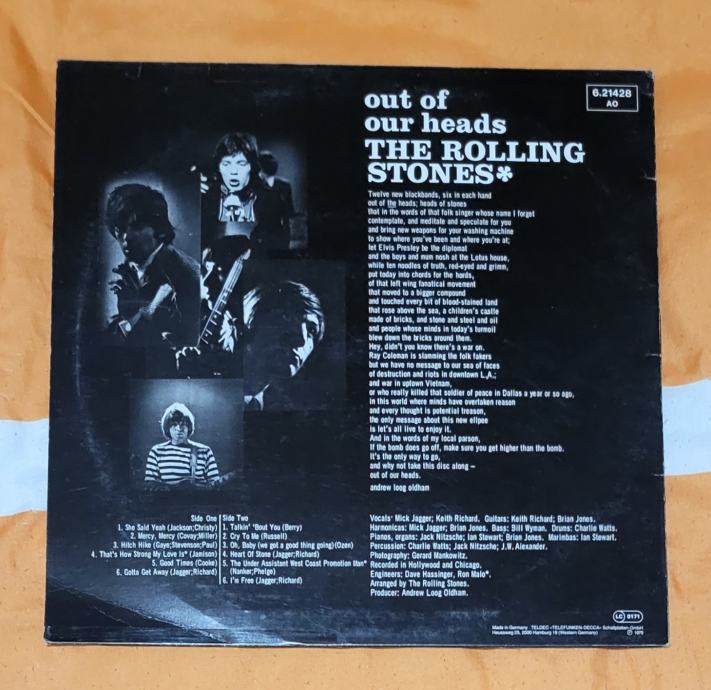 out of
our heads
THE ROLLING
STONES*
6.21428
AO
Twelve new blackbands, six in each hand
out of the heads; heads of stones
that in the words of that folk singer whose name I forget
contemplate, and meditate and speculate for you
and bring new weapons for your washing machine
to show where you've been and where you're at;
let Elvis Presley be the diplomat
and the boys and mum nosh at the Lotus house,
while ten noodles of truth, red-eyed and grimm,
put today into chords for the hords,
of that left wing fanatical movement
that moved to a bigger compound
and touched every bit of blood-stained land
that rose above the sea, a children's castle
made of bricks, and stone and steel and oil
and people whose minds in today's turmoil
blew down the bricks around them.
Hey, didn't you know there's a war on.
Ray Coleman is slamming the folk fakers
but we have no message to our sea of faces
of destruction and riots in downtown L.A.;
and war in uptown Vietnam,
or who really killed that soldier of peace in Dallas a year or so ago,
in this world where minds have overtaken reason
and every thought is potential treason,
the only message about this new ellpee
is let's all live to enjoy it.
And in the words of my local parson,
If the bomb does go off, make sure you get higher than the bomb.
It's the only way to go,
and why not take this disc along –
out of our heads.
andrew loog oldham
Side One
1. She Said Yeah (Jackson;Christy)
2. Mercy, Mercy (Covay;Miller)
3. Hitch Hike (Gaye;Stevenson;Paul)
4. That's How Strong My Love Is* (Jamison)
5. Good Times (Cooke)
6. Gotta Get Away (Jagger;Richard)
Side Two
1. Talkin' 'Bout You (Berry)
2. Cry To Me (Russell)
3. Oh, Baby (we got a good thing going) (Ozen)
4. Heart Of Stone (Jagger;Richard)
5. The Under Assistant West Coast Promotion Man*
(Nanker;Phelge)
6. I'm Free (Jagger;Richard)
Vocals: Mick Jagger; Keith Richard. Guitars: Keith Richard; Brian Jones.
Harmonicas: Mick Jagger; Brian Jones. Bass: Bill Wyman. Drums: Charlie Watts.
Pianos, organs: Jack Nitzsche; Ian Stewart; Brian Jones. Marimbas: Ian Stewart.
Percussion: Charlie Watts; Jack Nitzsche; J.W. Alexander.
Photography: Gerard Mankowitz.
Recorded in Hollywood and Chicago.
Engineers: Dave Hassinger, Ron Malo*.
Arranged by The Rolling Stones.
Producer: Andrew Loog Oldham.
LC 0171
Made in Germany TELDEC »TELEFUNKEN-DECCA« Schallplatten GmbH
Heussweg 25, 2000 Hamburg 19 (Western Germany)